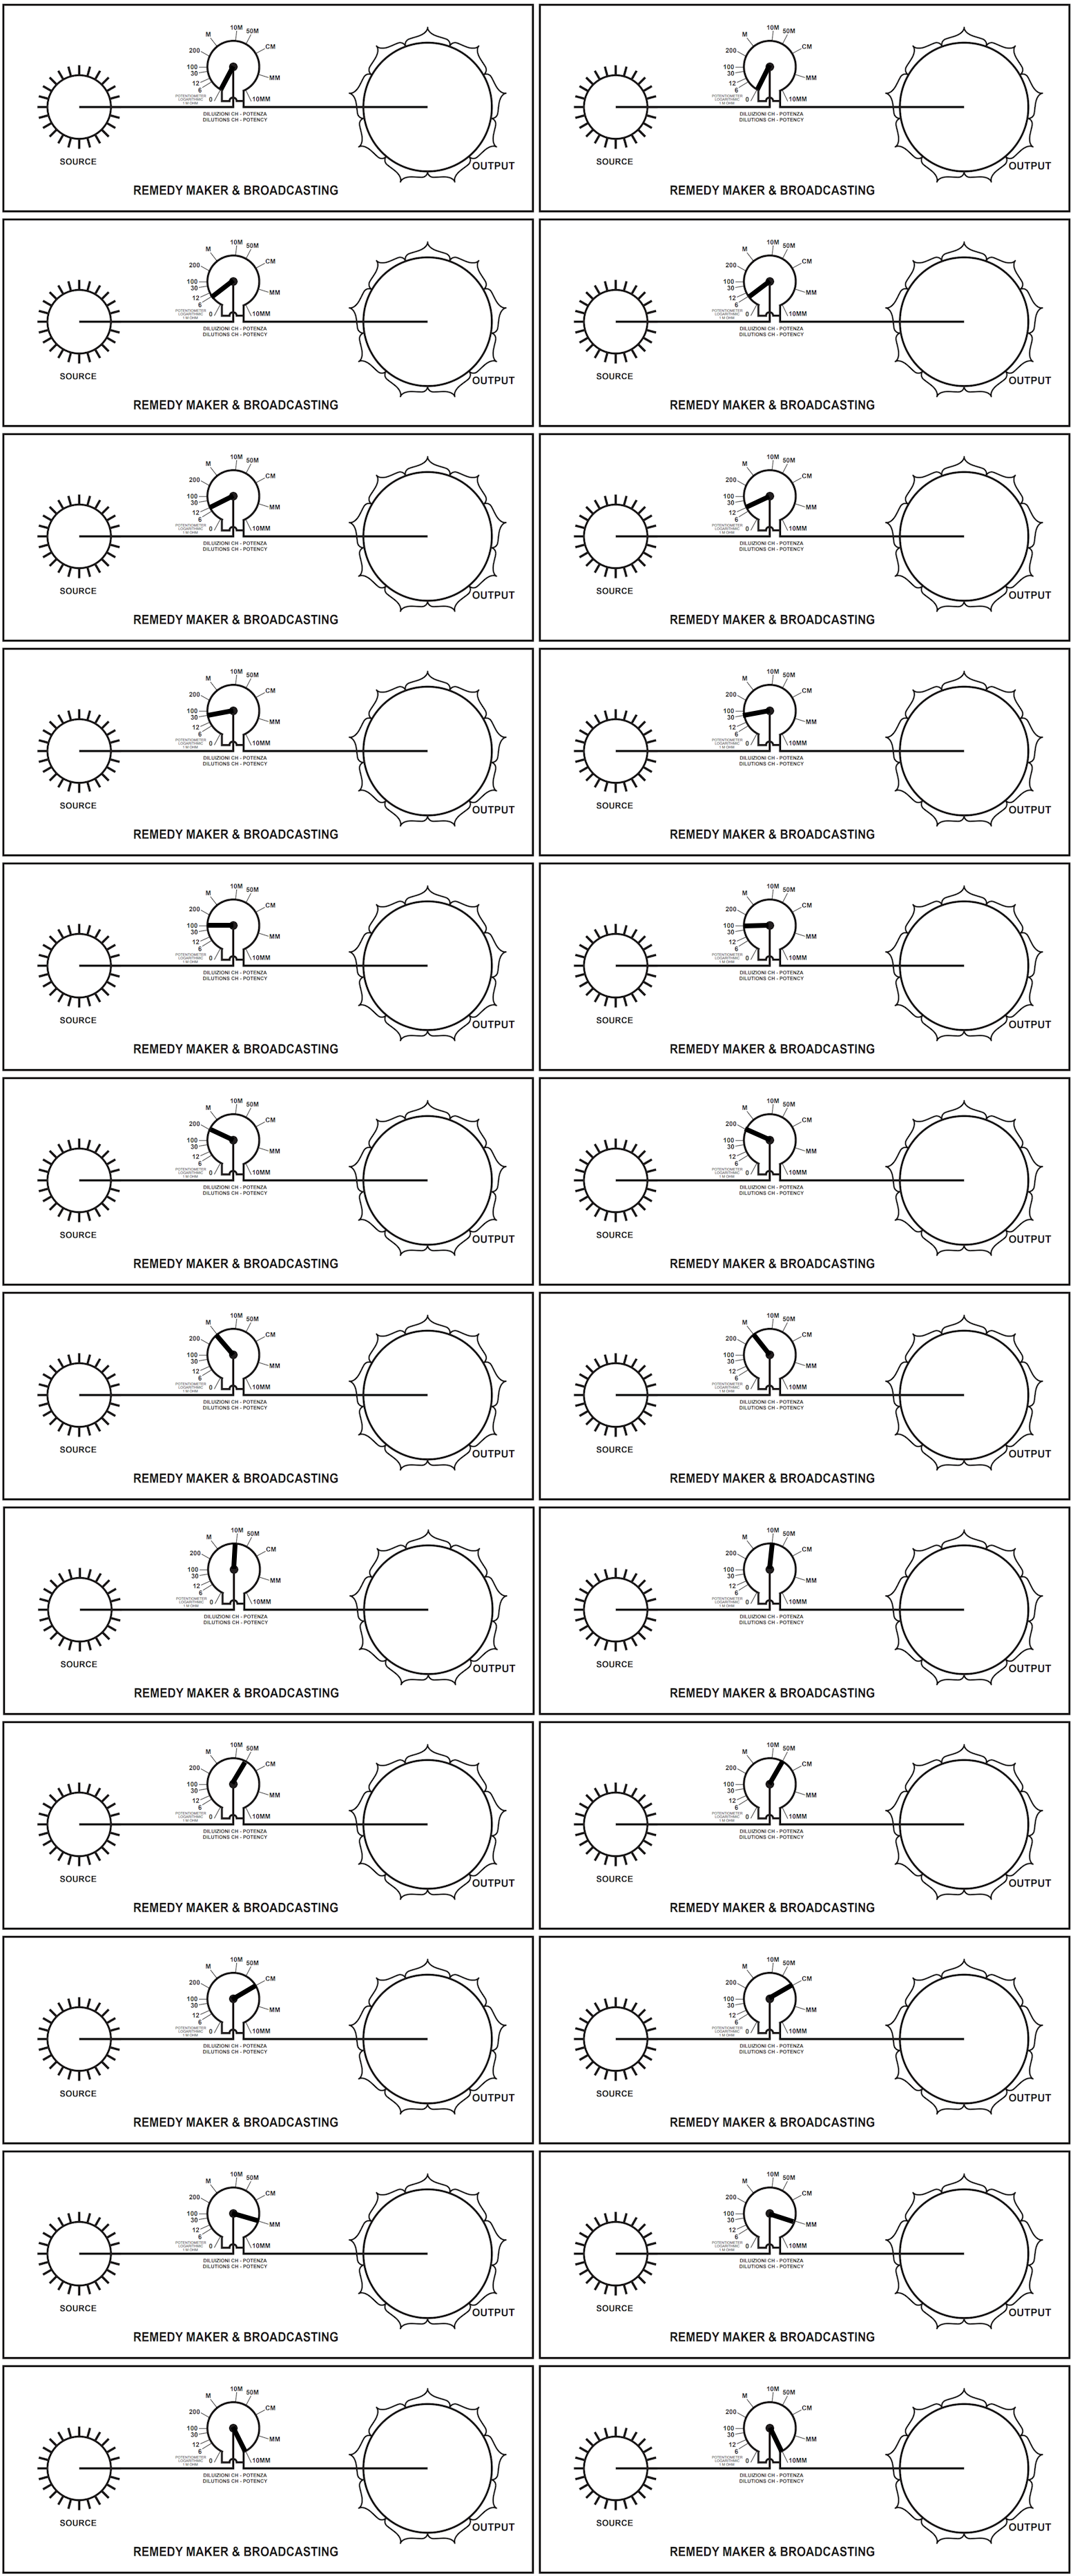 10M
M 50M
200 CM
100
30 MM
12
6
POTENTIOMETER
LOGARITHMIC
1 M OHM
0 10MM
DILUIZIONI CH - POTENZA
DILUTIONS CH - POTENCY
SOURCE OUTPUT
REMEDY MAKER & BROADCASTING
10M
M 50M
200 CM
100
30 MM
12
6
POTENTIOMETER
LOGARITHMIC
1 M OHM
0 10MM
DILUIZIONI CH - POTENZA
DILUTIONS CH - POTENCY
SOURCE OUTPUT
REMEDY MAKER & BROADCASTING
10M
M 50M
200 CM
100
30 MM
12
6
POTENTIOMETER
LOGARITHMIC
1 M OHM
0 10MM
DILUIZIONI CH - POTENZA
DILUTIONS CH - POTENCY
SOURCE OUTPUT
REMEDY MAKER & BROADCASTING
10M
M 50M
200 CM
100
30 MM
12
6
POTENTIOMETER
LOGARITHMIC
1 M OHM
0 10MM
DILUIZIONI CH - POTENZA
DILUTIONS CH - POTENCY
SOURCE OUTPUT
REMEDY MAKER & BROADCASTING
10M
M 50M
200 CM
100
30 MM
12
6
POTENTIOMETER
LOGARITHMIC
1 M OHM
0 10MM
DILUIZIONI CH - POTENZA
DILUTIONS CH - POTENCY
SOURCE OUTPUT
REMEDY MAKER & BROADCASTING
10M
M 50M
200 CM
100
30 MM
12
6
POTENTIOMETER
LOGARITHMIC
1 M OHM
0 10MM
DILUIZIONI CH - POTENZA
DILUTIONS CH - POTENCY
SOURCE OUTPUT
REMEDY MAKER & BROADCASTING
10M
M 50M
200 CM
100
30 MM
12
6
POTENTIOMETER
LOGARITHMIC
1 M OHM
0 10MM
DILUIZIONI CH - POTENZA
DILUTIONS CH - POTENCY
SOURCE OUTPUT
REMEDY MAKER & BROADCASTING
10M
M 50M
200 CM
100
30 MM
12
6
POTENTIOMETER
LOGARITHMIC
1 M OHM
0 10MM
DILUIZIONI CH - POTENZA
DILUTIONS CH - POTENCY
SOURCE OUTPUT
REMEDY MAKER & BROADCASTING
10M
M 50M
200 CM
100
30 MM
12
6
POTENTIOMETER
LOGARITHMIC
1 M OHM
0 10MM
DILUIZIONI CH - POTENZA
DILUTIONS CH - POTENCY
SOURCE OUTPUT
REMEDY MAKER & BROADCASTING
10M
M 50M
200 CM
100
30 MM
12
6
POTENTIOMETER
LOGARITHMIC
1 M OHM
0 10MM
DILUIZIONI CH - POTENZA
DILUTIONS CH - POTENCY
SOURCE OUTPUT
REMEDY MAKER & BROADCASTING
10M
M 50M
200 CM
100
30 MM
12
6
POTENTIOMETER
LOGARITHMIC
1 M OHM
0 10MM
DILUIZIONI CH - POTENZA
DILUTIONS CH - POTENCY
SOURCE OUTPUT
REMEDY MAKER & BROADCASTING
10M
M 50M
200 CM
100
30 MM
12
6
POTENTIOMETER
LOGARITHMIC
1 M OHM
0 10MM
DILUIZIONI CH - POTENZA
DILUTIONS CH - POTENCY
SOURCE OUTPUT
REMEDY MAKER & BROADCASTING
10M
M 50M
200 CM
100
30 MM
12
6
POTENTIOMETER
LOGARITHMIC
1 M OHM
0 10MM
DILUIZIONI CH - POTENZA
DILUTIONS CH - POTENCY
SOURCE OUTPUT
REMEDY MAKER & BROADCASTING
10M
M 50M
200 CM
100
30 MM
12
6
POTENTIOMETER
LOGARITHMIC
1 M OHM
0 10MM
DILUIZIONI CH - POTENZA
DILUTIONS CH - POTENCY
SOURCE OUTPUT
REMEDY MAKER & BROADCASTING
10M
M 50M
200 CM
100
30 MM
12
6
POTENTIOMETER
LOGARITHMIC
1 M OHM
0 10MM
DILUIZIONI CH - POTENZA
DILUTIONS CH - POTENCY
SOURCE OUTPUT
REMEDY MAKER & BROADCASTING
10M
M 50M
200 CM
100
30 MM
12
6
POTENTIOMETER
LOGARITHMIC
1 M OHM
0 10MM
DILUIZIONI CH - POTENZA
DILUTIONS CH - POTENCY
SOURCE OUTPUT
REMEDY MAKER & BROADCASTING
10M
M 50M
200 CM
100
30 MM
12
6
POTENTIOMETER
LOGARITHMIC
1 M OHM
0 10MM
DILUIZIONI CH - POTENZA
DILUTIONS CH - POTENCY
SOURCE OUTPUT
REMEDY MAKER & BROADCASTING
10M
M 50M
200 CM
100
30 MM
12
6
POTENTIOMETER
LOGARITHMIC
1 M OHM
0 10MM
DILUIZIONI CH - POTENZA
DILUTIONS CH - POTENCY
SOURCE OUTPUT
REMEDY MAKER & BROADCASTING
10M
M 50M
200 CM
100
30 MM
12
6
POTENTIOMETER
LOGARITHMIC
1 M OHM
0 10MM
DILUIZIONI CH - POTENZA
DILUTIONS CH - POTENCY
SOURCE OUTPUT
REMEDY MAKER & BROADCASTING
10M
M 50M
200 CM
100
30 MM
12
6
POTENTIOMETER
LOGARITHMIC
1 M OHM
0 10MM
DILUIZIONI CH - POTENZA
DILUTIONS CH - POTENCY
SOURCE OUTPUT
REMEDY MAKER & BROADCASTING
10M
M 50M
200 CM
100
30 MM
12
6
POTENTIOMETER
LOGARITHMIC
1 M OHM
0 10MM
DILUIZIONI CH - POTENZA
DILUTIONS CH - POTENCY
SOURCE OUTPUT
REMEDY MAKER & BROADCASTING
10M
M 50M
200 CM
100
30 MM
12
6
POTENTIOMETER
LOGARITHMIC
1 M OHM
0 10MM
DILUIZIONI CH - POTENZA
DILUTIONS CH - POTENCY
SOURCE OUTPUT
REMEDY MAKER & BROADCASTING
10M
M 50M
200 CM
100
30 MM
12
6
POTENTIOMETER
LOGARITHMIC
1 M OHM
0 10MM
DILUIZIONI CH - POTENZA
DILUTIONS CH - POTENCY
SOURCE OUTPUT
REMEDY MAKER & BROADCASTING
10M
M 50M
200 CM
100
30 MM
12
6
POTENTIOMETER
LOGARITHMIC
1 M OHM
0 10MM
DILUIZIONI CH - POTENZA
DILUTIONS CH - POTENCY
SOURCE OUTPUT
REMEDY MAKER & BROADCASTING